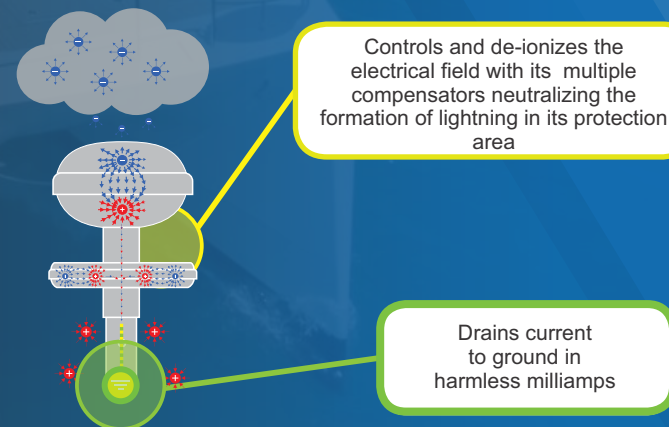 Controls and de-ionizes the
electrical field with its multiple
compensators neutralizing the
formation of lightning in its protection
area
Drains current
to ground in
harmless milliamps